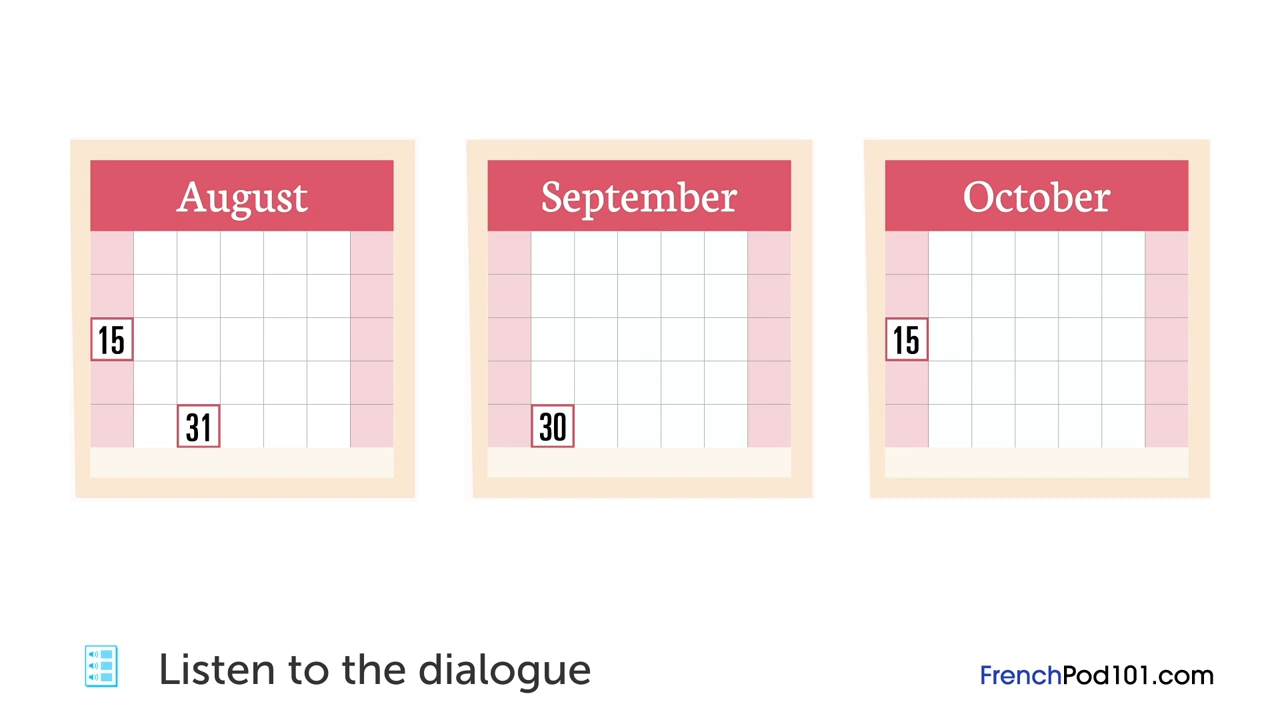 August
September
October
15
15
31
30
Listen to the dialogue
FrenchPod101.com